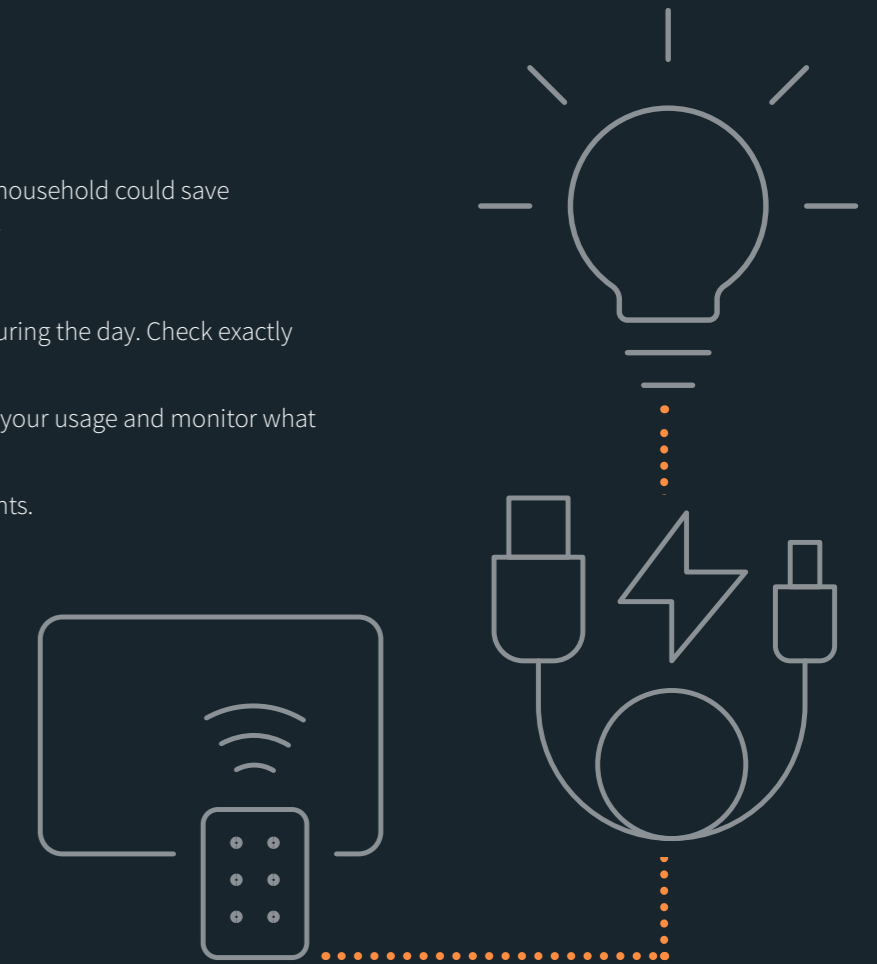 household could save
uring the day. Check exactly
your usage and monitor what
nts.